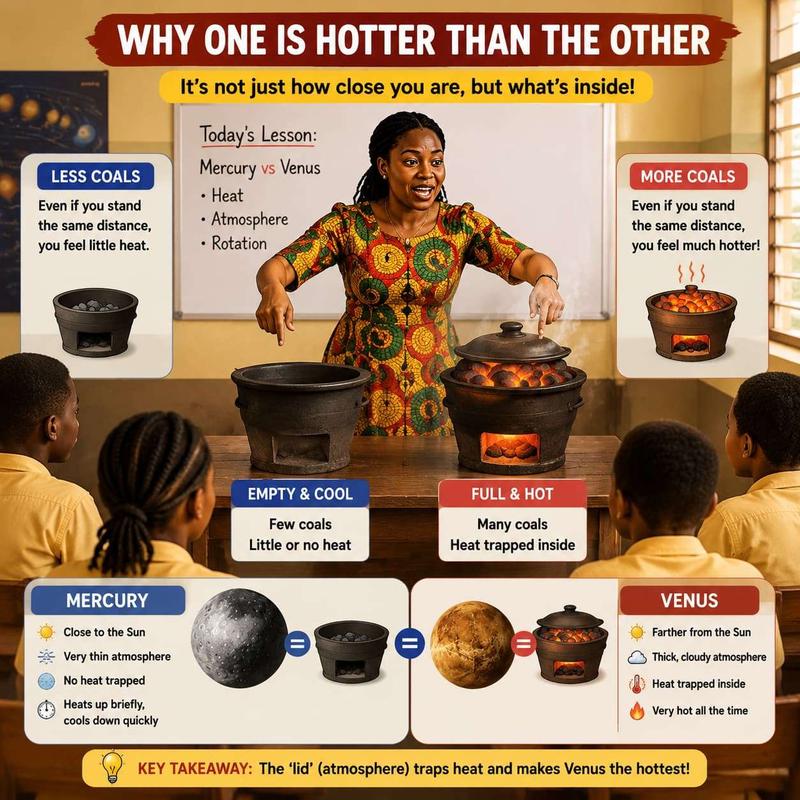 WHY ONE IS HOTTER THAN THE OTHER
It's not just how close you are, but what's inside!
Today's Lesson:
Mercury vs Venus
• Heat
• Atmosphere
• Rotation
LESS COALS
Even if you stand
the same distance,
you feel little heat.
MORE COALS
Even if you stand
the same distance,
you feel much hotter!
EMPTY & COOL
Few coals
Little or no heat
FULL & HOT
Many coals
Heat trapped inside
MERCURY
Close to the Sun
Very thin atmosphere
No heat trapped
Heats up briefly,
cools down quickly
=
=
=
VENUS
Farther from the Sun
Thick, cloudy atmosphere
Heat trapped inside
Very hot all the time
KEY TAKEAWAY: The 'lid' (atmosphere) traps heat and makes Venus the hottest!